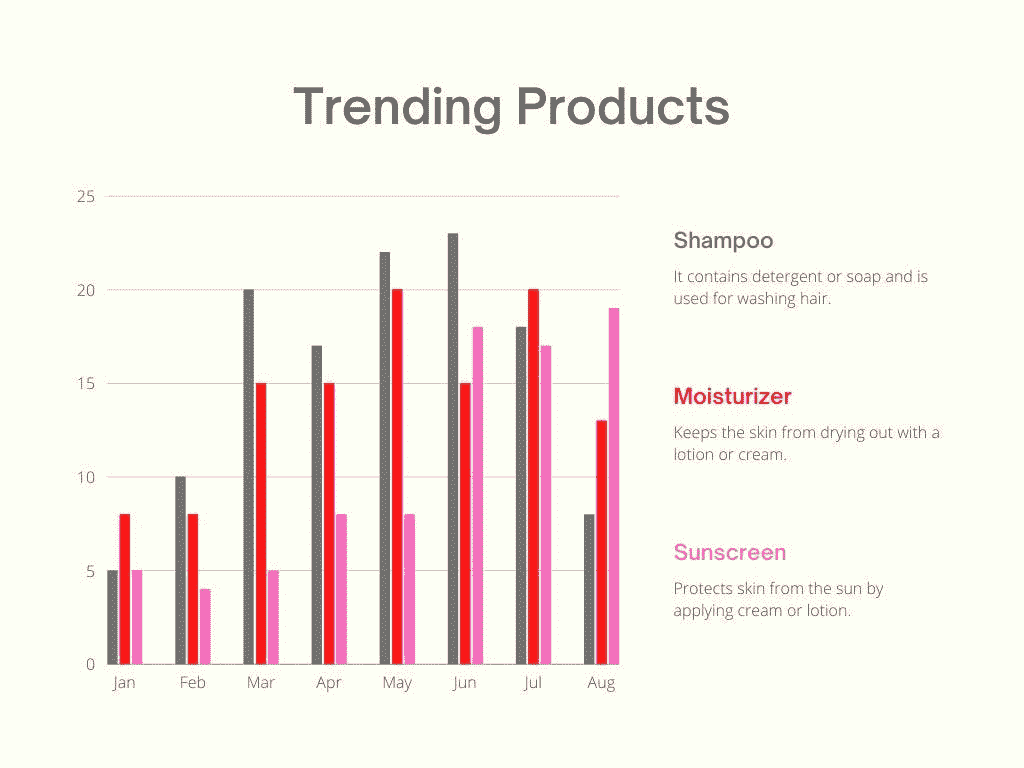 Trending Products
25
20
15
10
5
0
Jan Feb Mar Apr May Jun Jul Aug
Shampoo
It contains detergent or soap and is
used for washing hair.
Moisturizer
Keeps the skin from drying out with a
lotion or cream.
Sunscreen
Protects skin from the sun by
applying cream or lotion.